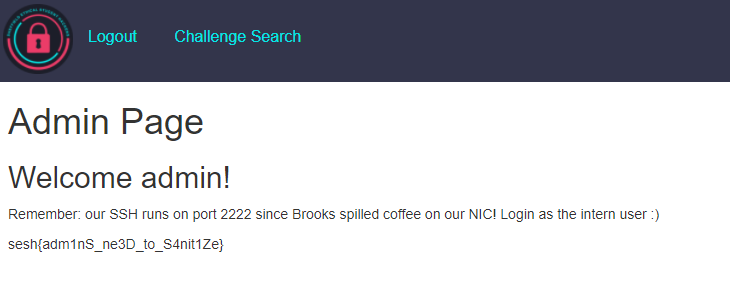 Logout Challenge Search
Admin Page
Welcome admin!
Remember: our SSH runs on port 2222 since Brooks spilled coffee on our NIC! Login as the intern user :)
sesh{adm1nS_ne3D_to_S4nit1Ze}